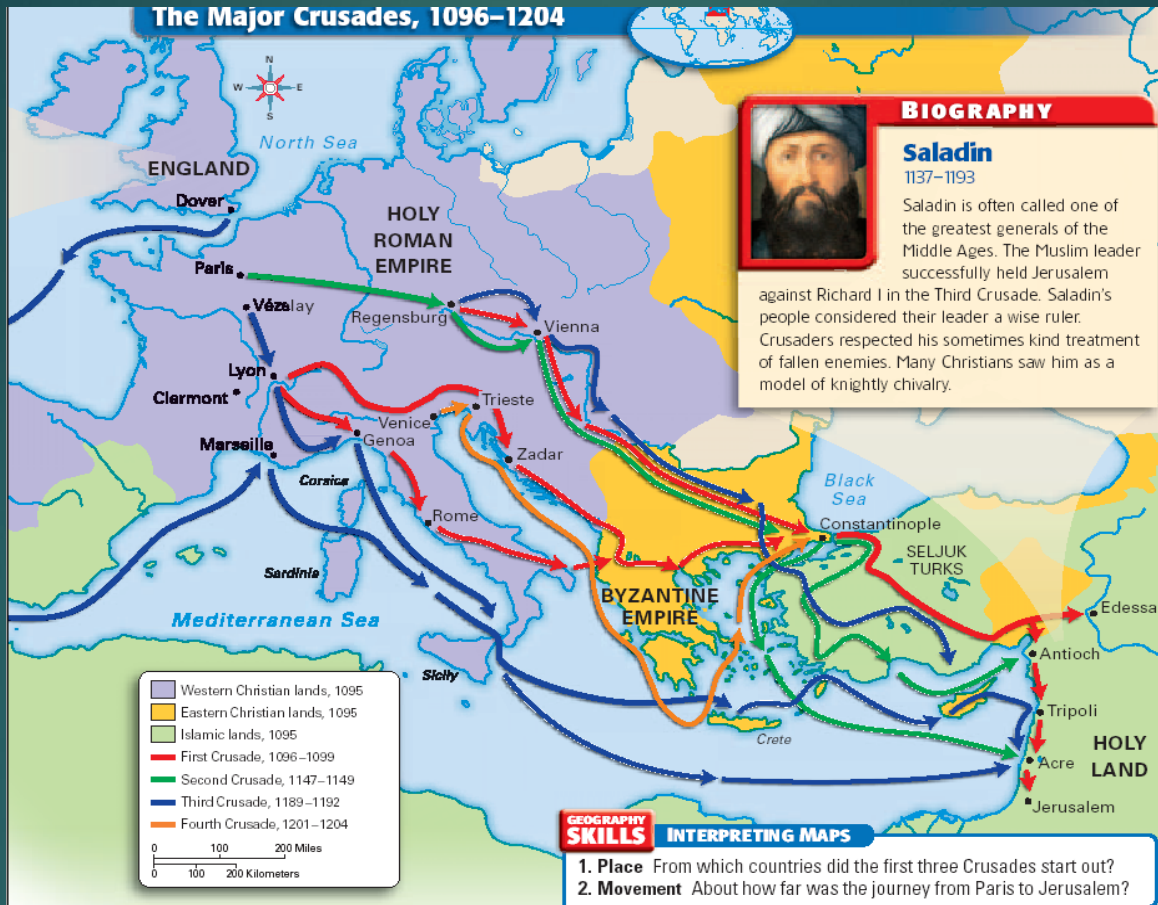 The Major Crusades, 1096–1204
N
W
E
S
North Sea
ENGLAND
Dover
HOLY
ROMAN
EMPIRE
Paris
Vézelay
Regensburg
Vienna
Lyon
Clermont
Trieste
Venice
Genoa
Marseille
Zadar
Corsica
Rome
Sardinia
Mediterranean Sea
Sicily
Black
Sea
Constantinople
SELJUK
TURKS
BYZANTINE
EMPIRE
Edessa
Antioch
Tripoli
Crete
HOLY
LAND
Acre
Jerusalem
BIOGRAPHY
Saladin
1137–1193
Saladin is often called one of
the greatest generals of the
Middle Ages. The Muslim leader
successfully held Jerusalem
against Richard I in the Third Crusade. Saladin's
people considered their leader a wise ruler.
Crusaders respected his sometimes kind treatment
of fallen enemies. Many Christians saw him as a
model of knightly chivalry.
Western Christian lands, 1095
Eastern Christian lands, 1095
Islamic lands, 1095
First Crusade, 1096–1099
Second Crusade, 1147–1149
Third Crusade, 1189–1192
Fourth Crusade, 1201–1204
0 100 200 Miles
0 100 200 Kilometers
GEOGRAPHY
SKILLS
INTERPRETING MAPS
1. Place From which countries did the first three Crusades start out?
2. Movement About how far was the journey from Paris to Jerusalem?